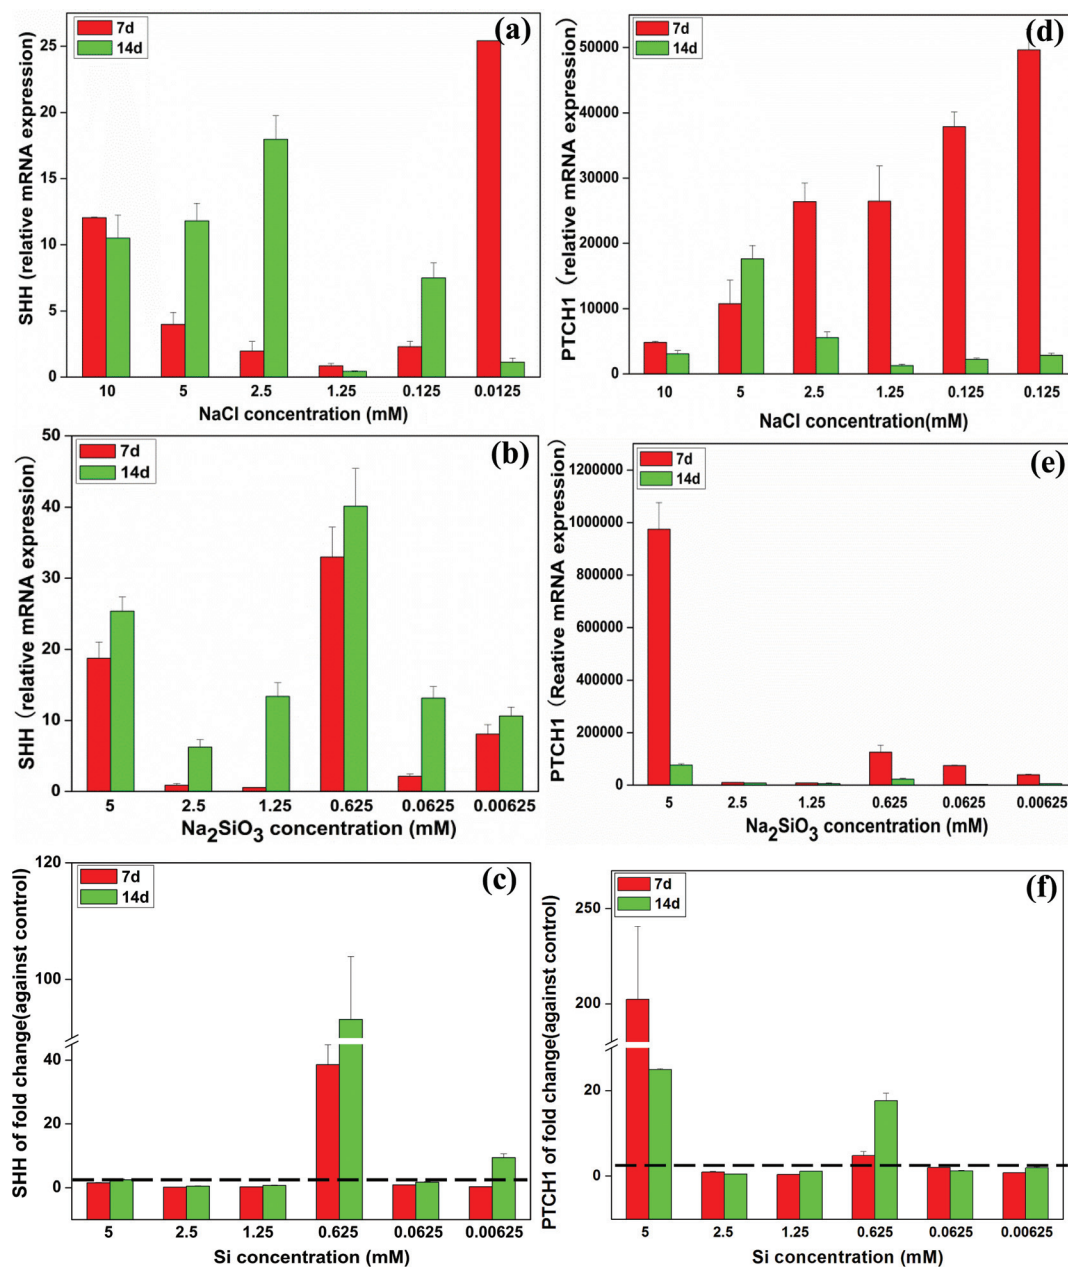 (a)
7d
14d
SHH (relative mRNA expression)
25
20
15
10
5
0
10 5 2.5 1.25 0.125 0.0125
NaCl concentration (mM)
(d)
7d
14d
PTCH1 (relative mRNA expression)
50000
40000
30000
20000
10000
0
10 5 2.5 1.25 0.125 0.125
NaCl concentration(mM)
(b)
7d
14d
SHH (relative mRNA expression)
50
40
30
20
10
0
5 2.5 1.25 0.625 0.0625 0.00625
Na₂SiO₃ concentration (mM)
(e)
7d
14d
PTCH1 (Reative mRNA expression)
1200000
1000000
800000
600000
400000
200000
0
5 2.5 1.25 0.625 0.0625 0.00625
Na₂SiO₃ concentration (mM)
(c)
7d
14d
SHH of fold change(against control)
120
100
40
20
0
5 2.5 1.25 0.625 0.0625 0.00625
Si concentration (mM)
(f)
7d
14d
PTCH1 of fold change(against control)
250
200
20
0
5 2.5 1.25 0.625 0.0625 0.00625
Si concentration (mM)